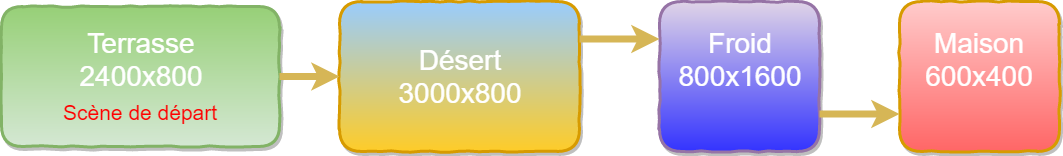 Terrasse
2400x800
Scène de départ
Désert
3000x800
Froid
800x1600
Maison
600x400